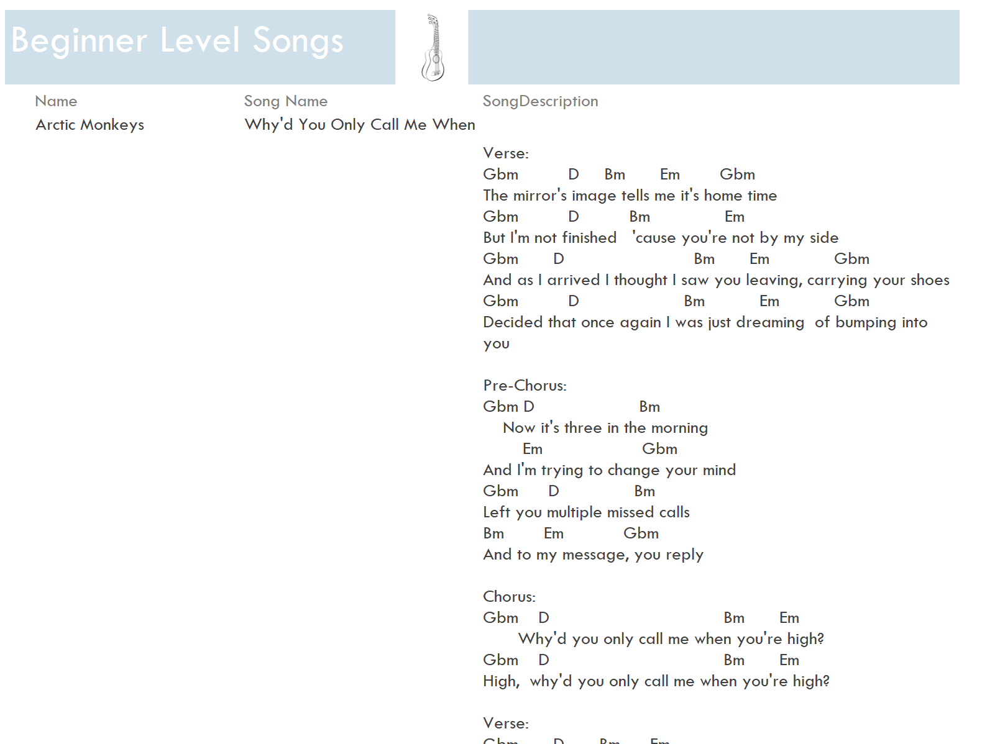 Beginner Level Songs
Name Song Name SongDescription
Arctic Monkeys Why'd You Only Call Me When
Verse:
Gbm D Bm Em Gbm
The mirror's image tells me it's home time
Gbm D Bm Em
But I'm not finished 'cause you're not by my side
Gbm D Bm Em Gbm
And as I arrived I thought I saw you leaving, carrying your shoes
Gbm D Bm Em Gbm
Decided that once again I was just dreaming of bumping into
you
Pre-Chorus:
Gbm D Bm
Now it's three in the morning
Em Gbm
And I'm trying to change your mind
Gbm D Bm
Left you multiple missed calls
Bm Em Gbm
And to my message, you reply
Chorus:
Gbm D Bm Em
Why'd you only call me when you're high?
Gbm D Bm Em
High, why'd you only call me when you're high?
Verse:
Gbm D Bm Em